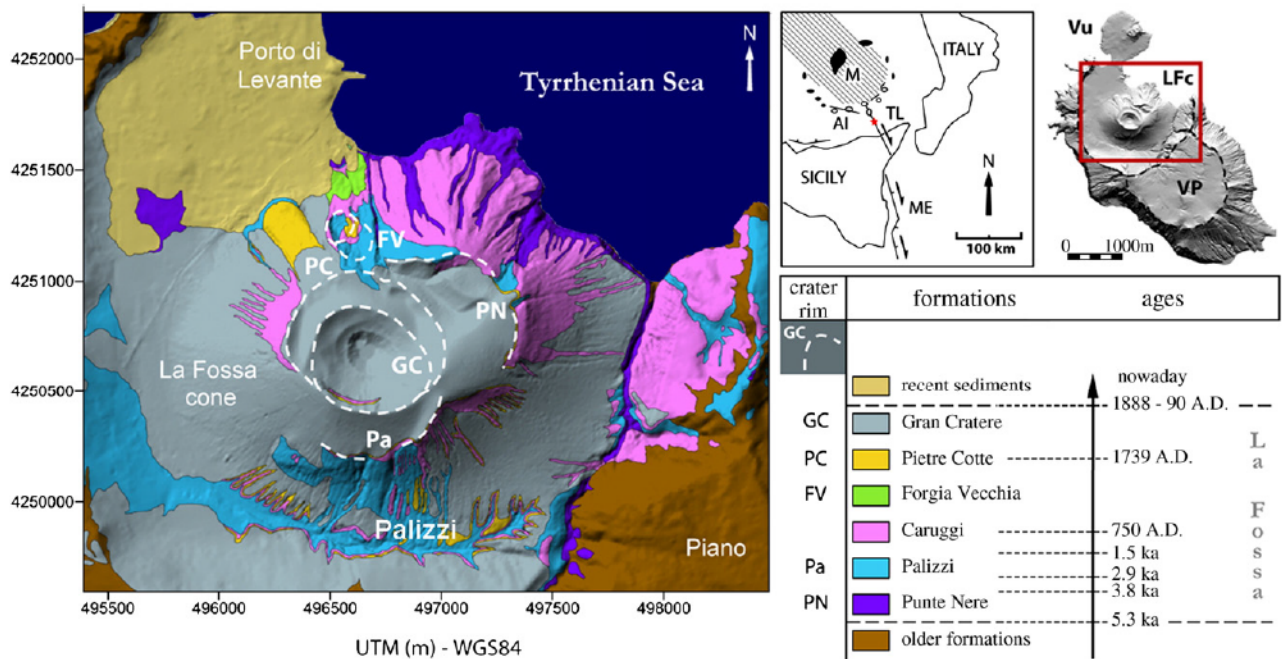 4252000
4251500
4251000
4250500
4250000
Porto di
Levante
N
Tyrrhenian Sea
FV
PC
PN
La Fossa
cone
GC
Pa
Palizzi
Piano
495500 496000 496500 497000 497500 498000
UTM (m) - WGS84
ITALY
M
AI
TL
SICILY
N
ME
100 km
Vu
LFc
VP
0 1000m
crater
rim
formations
ages
GC
nowaday
recent sediments
1888 - 90 A.D.
GC Gran Cratere
PC Pietre Cotte 1739 A.D.
FV Forgia Vecchia
Caruggi 750 A.D.
1.5 ka
Pa Palizzi
2.9 ka
3.8 ka
PN Punte Nere
5.3 ka
older formations
La Fossa